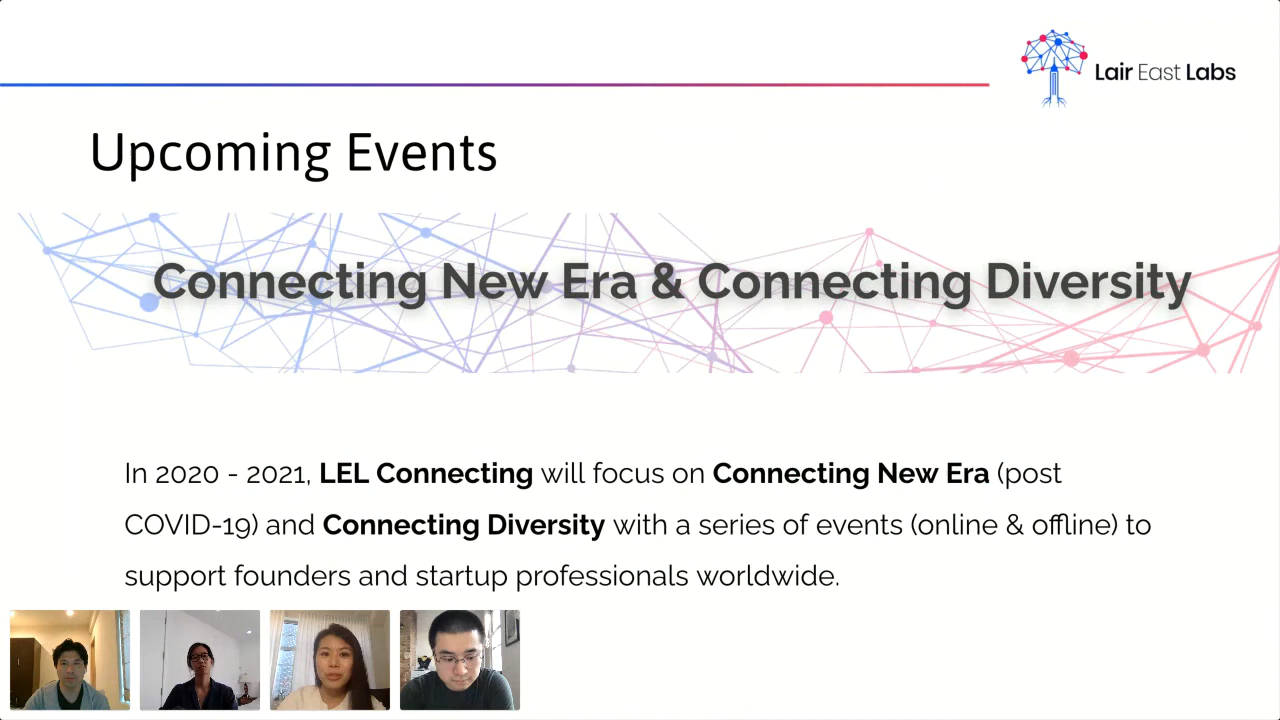 Lair East Labs
Upcoming Events
Connecting New Era & Connecting Diversity
In 2020 - 2021, LEL Connecting will focus on Connecting New Era (post
COVID-19) and Connecting Diversity with a series of events (online & offline) to
support founders and startup professionals worldwide.